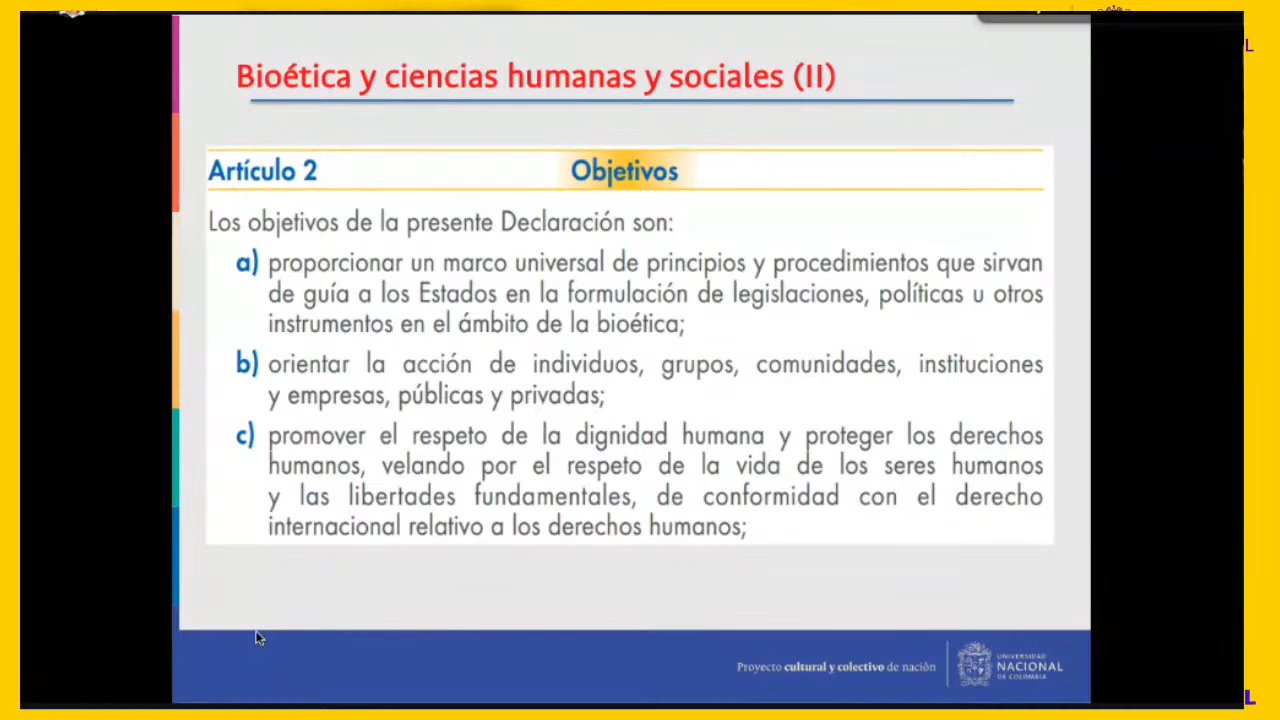 L
Bioética y ciencias humanas y sociales (II)
Artículo 2 Objetivos
Los objetivos de la presente Declaración son:
a) proporcionar un marco universal de principios y procedimientos que sirvan
de guía a los Estados en la formulación de legislaciones, políticas u otros
instrumentos en el ámbito de la bioética;
b) orientar la acción de individuos, grupos, comunidades, instituciones
y empresas, públicas y privadas;
c) promover el respeto de la dignidad humana y proteger los derechos
humanos, velando por el respeto de la vida de los seres humanos
y las libertades fundamentales, de conformidad con el derecho
internacional relativo a los derechos humanos;
Proyecto cultural y colectivo de nación
UNIVERSIDAD
NACIONAL
DE COLOMBIA
L